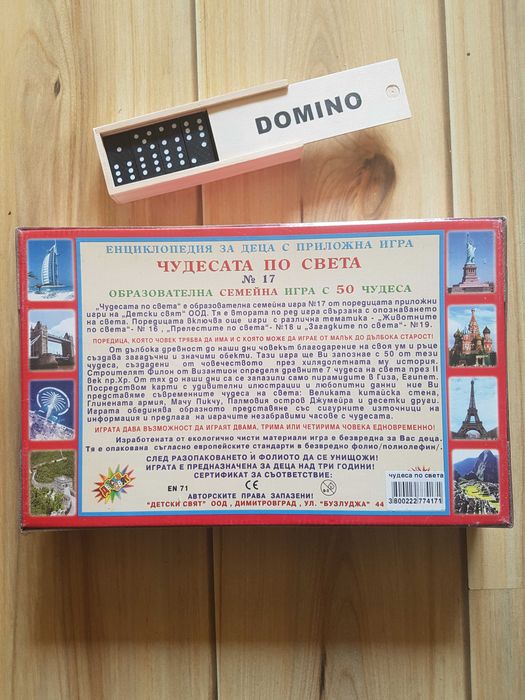 DOMINO
ЕНЦИКЛОПЕДИЯ ЗА ДЕЦА С ПРИЛОЖНА ИГРА
ЧУДЕСАТА ПО СВЕТА
№ 17
ОБРАЗОВАТЕЛНА СЕМЕЙНА ИГРА С 50 ЧУДЕСА
„Чудесата по света" е образователна семейна игра №17 от поредицата приложни
игри на „Детски свят" ООД. Тя е втората по ред игра свързана с опознаването
на света. Поредицата включва още игри с различна тематика - „Животните
по света"- № 16 , „Прелестите по света"- №18 и „Загадките по света"- №19.
ПОРЕДИЦА, КОЯТО ЧОВЕК ТРЯБВА ДА ИМА И С КОЯТО МОЖЕ ДА ИГРАЕ ОТ МАЛЪК ДО ДЪЛБОКА СТАРОСТ!
От дълбока древност до наши дни човекът благодарение на своя ум и ръце
създава загадъчни и значими обекти. Тази игра Ви запознае с 50 от тези
чудеса, създадени от човечеството през хилядолетната му история.
Строителят Филон от Византион определя древните 7 чудеса на света през II
век пр.Хр. От тях до наши дни са се запазили само пирамидите в Гиза, Египет.
Посредством карти с удивителни илюстрации и любопитни данни ние Ви
представяме съвременните чудеса на света: Великата китайска стена,
Глинената армия, Мачу Пикчу, Палмовия остров Джумейра и десетки други.
Играта обединява образното представяне със сигурните източници на
информация и предлага на играчите незабравими часове с чудесата.
ИГРАТА ДАВА ВЪЗМОЖНОСТ ДА ИГРАЯТ ДВАМА, ТРИМА ИЛИ ЧЕТИРИМА ЧОВЕКА ЕДНОВРЕМЕННО!
Изработената от екологично чисти материали игра е безвредна за Вас деца.
Тя е опакована съгласно европейските стандарти в безвредно фолио/полиолефин/.
СЛЕД РАЗОПАКОВАНЕТО И ФОЛИОТО ДА СЕ УНИЩОЖИ!
ИГРАТА Е ПРЕДНАЗНАЧЕНА ЗА ДЕЦА НАД ТРИ ГОДИНИ!
СЕРТИФИКАТ ЗА СЪОТВЕТСТВИЕ:
EN 71
CE
АВТОРСКИТЕ ПРАВА ЗАПАЗЕНИ!
"ДЕТСКИ СВЯТ" ООД , ДИМИТРОВГРАД , УЛ. "БУЗЛУДЖА" 44
чудеса по света
3800222774171